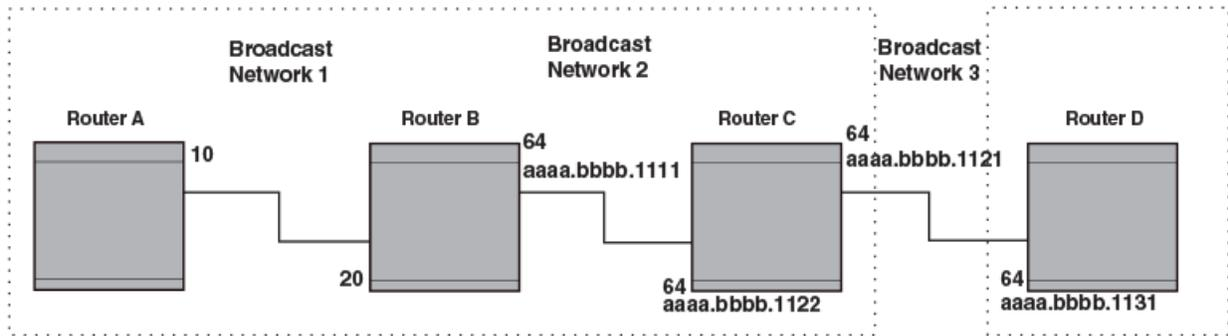 Broadcast
Network 1
Broadcast
Network 2
Broadcast
Network 3
Router A
Router B
Router C
Router D
10
64
aaaa.bbbb.1111
64
aaaa.bbbb.1121
20
64
aaaa.bbbb.1122
64
aaaa.bbbb.1131